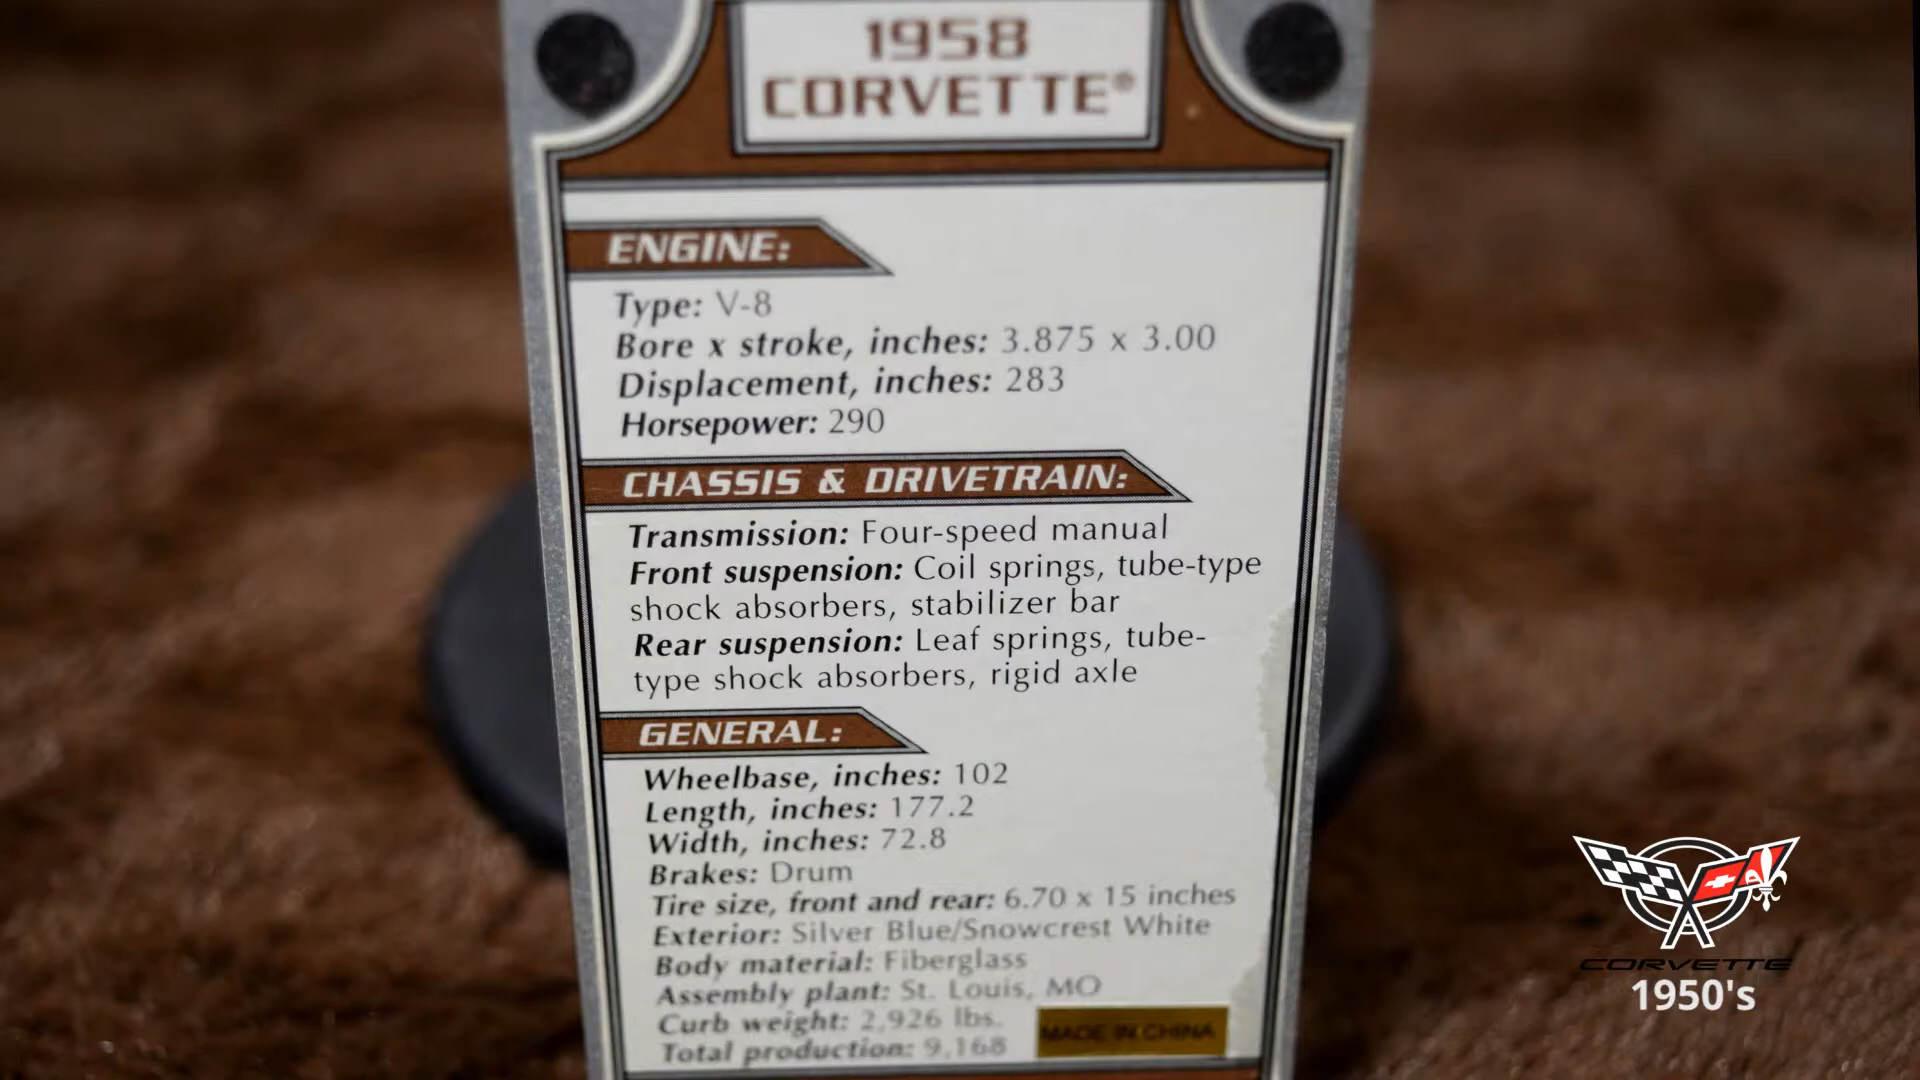 1958
CORVETTE®
ENGINE:
Type: V-8
Bore x stroke, inches: 3.875 x 3.00
Displacement, inches: 283
Horsepower: 290
CHASSIS & DRIVETRAIN:
Transmission: Four-speed manual
Front suspension: Coil springs, tube-type
shock absorbers, stabilizer bar
Rear suspension: Leaf springs, tube-
type shock absorbers, rigid axle
GENERAL:
Wheelbase, inches: 102
Length, inches: 177.2
Width, inches: 72.8
Brakes: Drum
Tire size, front and rear: 6.70 x 15 inches
Exterior: Silver Blue/Snowcrest White
Body material: Fiberglass
Assembly plant: St. Louis, MO
Curb weight: 2,926 lbs.
Total production: 9,168
MADE IN CHINA
CORVETTE
1950's